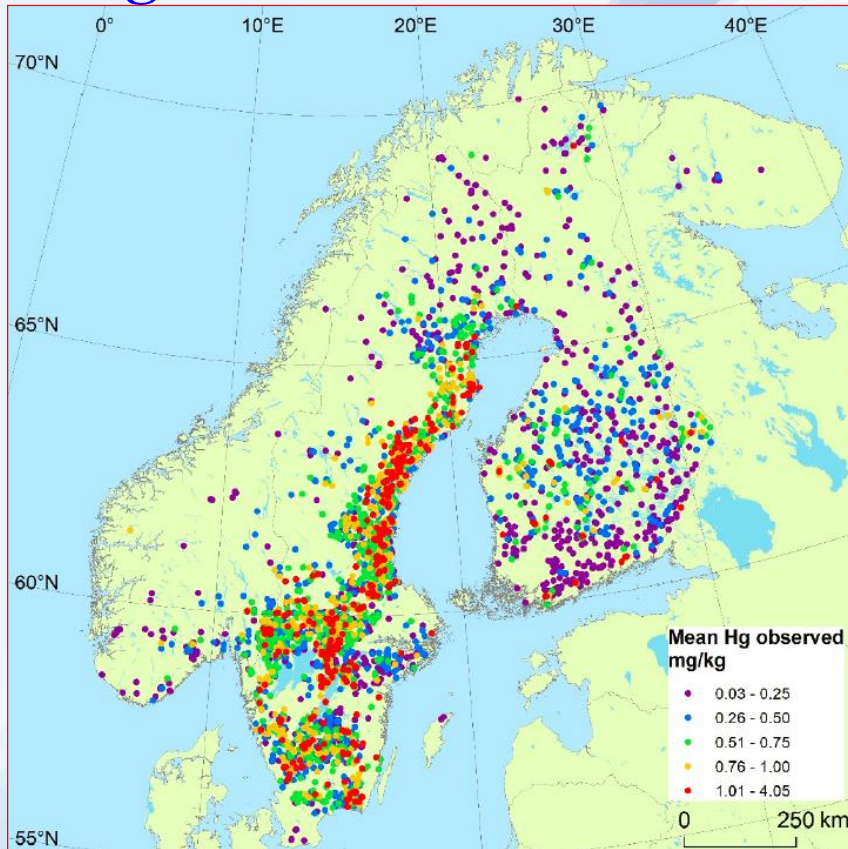 0°
10°E
20°E
30°E
40°E
70°N
65°N
60°N
55°N
Mean Hg observed
mg/kg
0.03 - 0.25
0.26 - 0.50
0.51 - 0.75
0.76 - 1.00
1.01 - 4.05
0
250 km